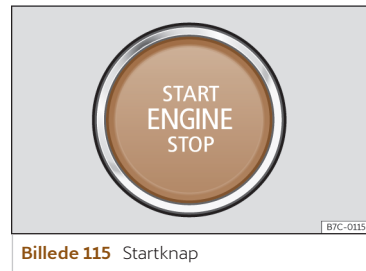 START
ENGINE
STOP
B7C-0115
Billede 115 Startknap